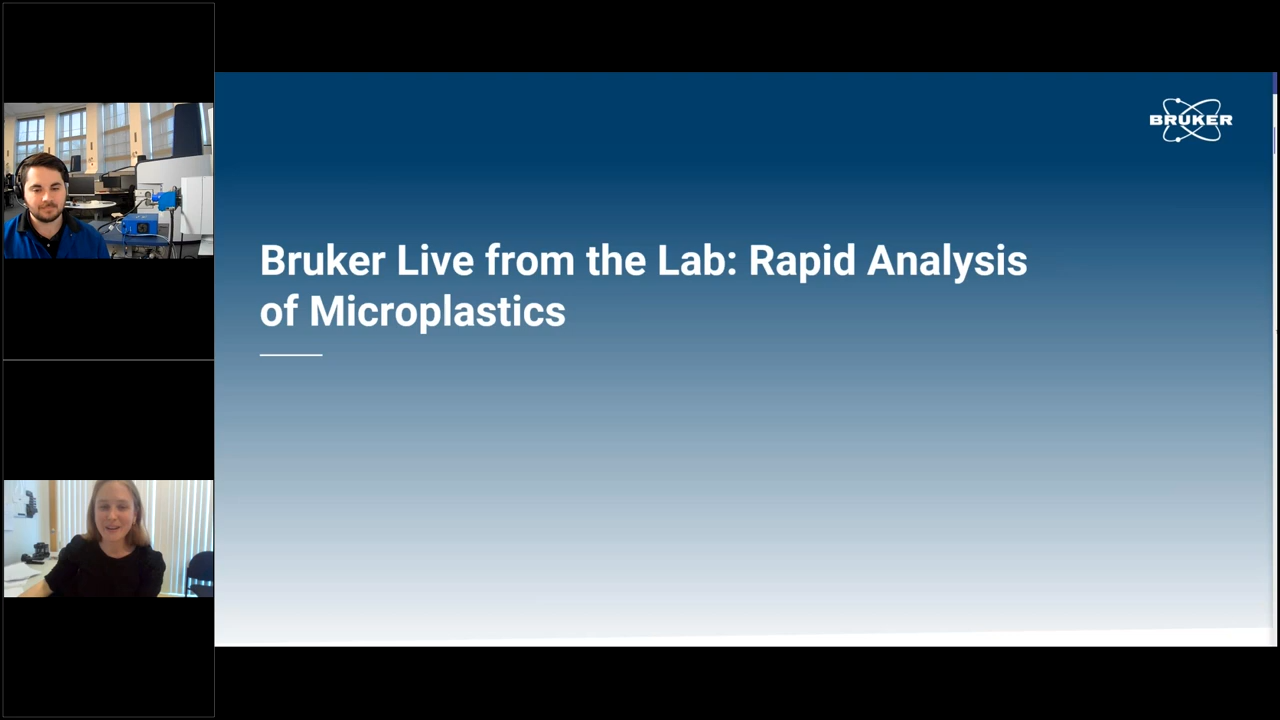 BRUKER
Bruker Live from the Lab: Rapid Analysis
of Microplastics